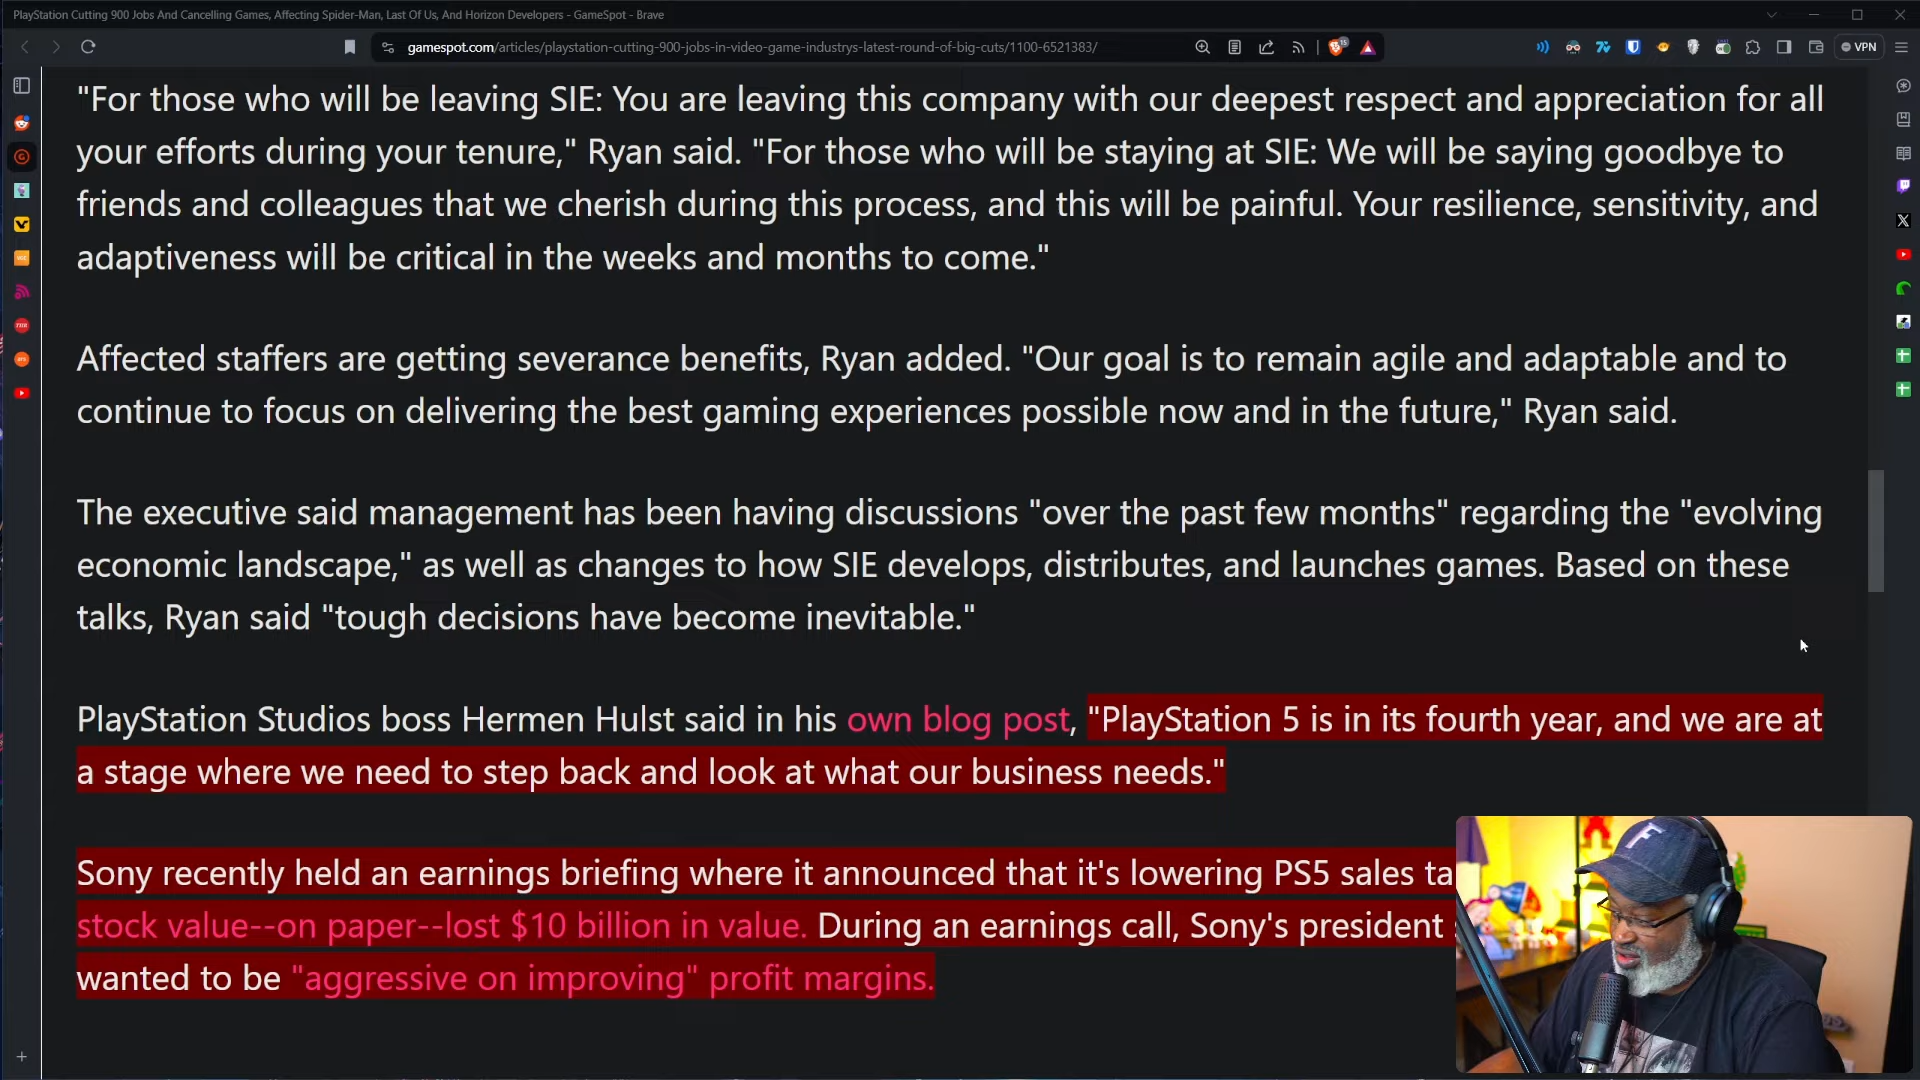 PlayStation Cutting 900 Jobs And Cancelling Games, Affecting Spider-Man, Last Of Us, And Horizon Developers - GameSpot - Brave
gamespot.com/articles/playstation-cutting-900-jobs-in-video-game-industrys-latest-round-of-big-cuts/1100-6521383/
VPN
"For those who will be leaving SIE: You are leaving this company with our deepest respect and appreciation for all
your efforts during your tenure," Ryan said. "For those who will be staying at SIE: We will be saying goodbye to
friends and colleagues that we cherish during this process, and this will be painful. Your resilience, sensitivity, and
adaptiveness will be critical in the weeks and months to come."
Affected staffers are getting severance benefits, Ryan added. "Our goal is to remain agile and adaptable and to
continue to focus on delivering the best gaming experiences possible now and in the future," Ryan said.
The executive said management has been having discussions "over the past few months" regarding the "evolving
economic landscape," as well as changes to how SIE develops, distributes, and launches games. Based on these
talks, Ryan said "tough decisions have become inevitable."
PlayStation Studios boss Hermen Hulst said in his own blog post, "PlayStation 5 is in its fourth year, and we are at
a stage where we need to step back and look at what our business needs."
Sony recently held an earnings briefing where it announced that it's lowering PS5 sales ta
stock value--on paper--lost $10 billion in value. During an earnings call, Sony's president
wanted to be "aggressive on improving" profit margins.